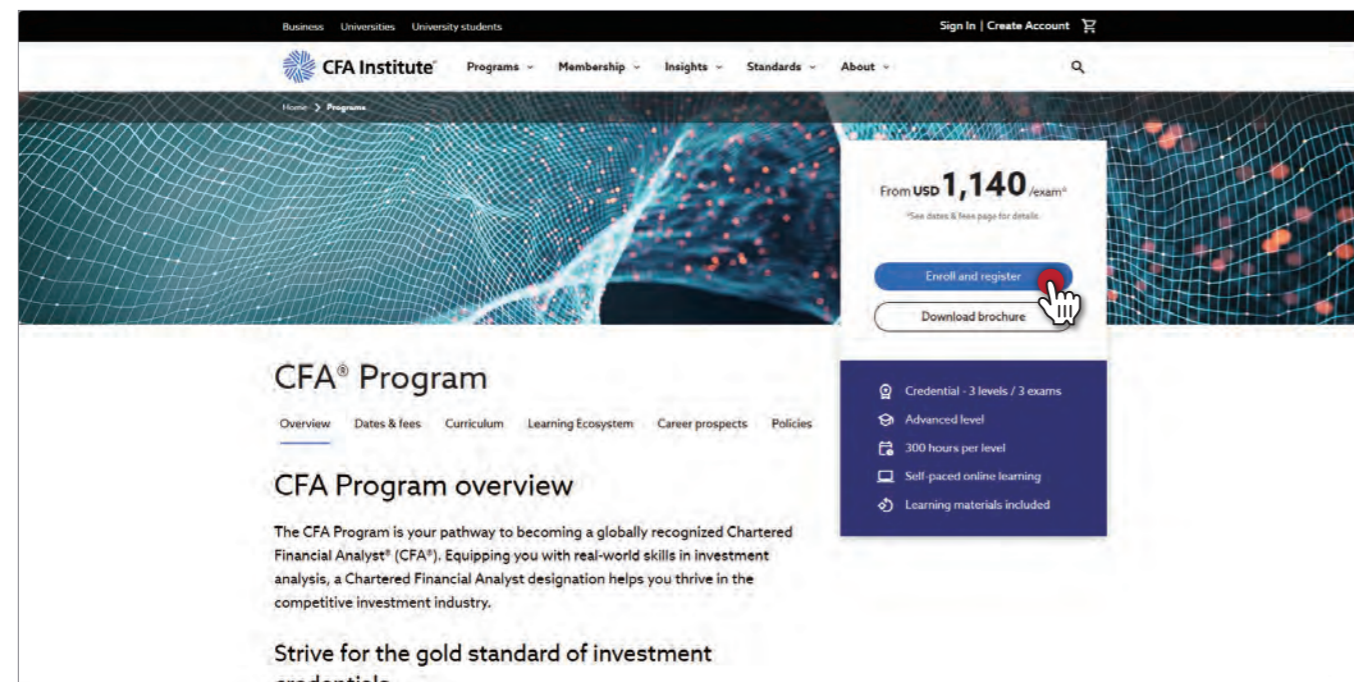 Business Universities University students Sign In | Create Account
CFA Institute® Programs Membership Insights Standards About
Home > Programs
From USD 1,140 /exam*
*See dates & fees page for details.
Enroll and register
Download brochure
CFA® Program
Overview Dates & fees Curriculum Learning Ecosystem Career prospects Policies
Credential - 3 levels / 3 exams
Advanced level
300 hours per level
Self-paced online learning
Learning materials included
CFA Program overview
The CFA Program is your pathway to becoming a globally recognized Chartered
Financial Analyst® (CFA®). Equipping you with real-world skills in investment
analysis, a Chartered Financial Analyst designation helps you thrive in the
competitive investment industry.
Strive for the gold standard of investment
credentials